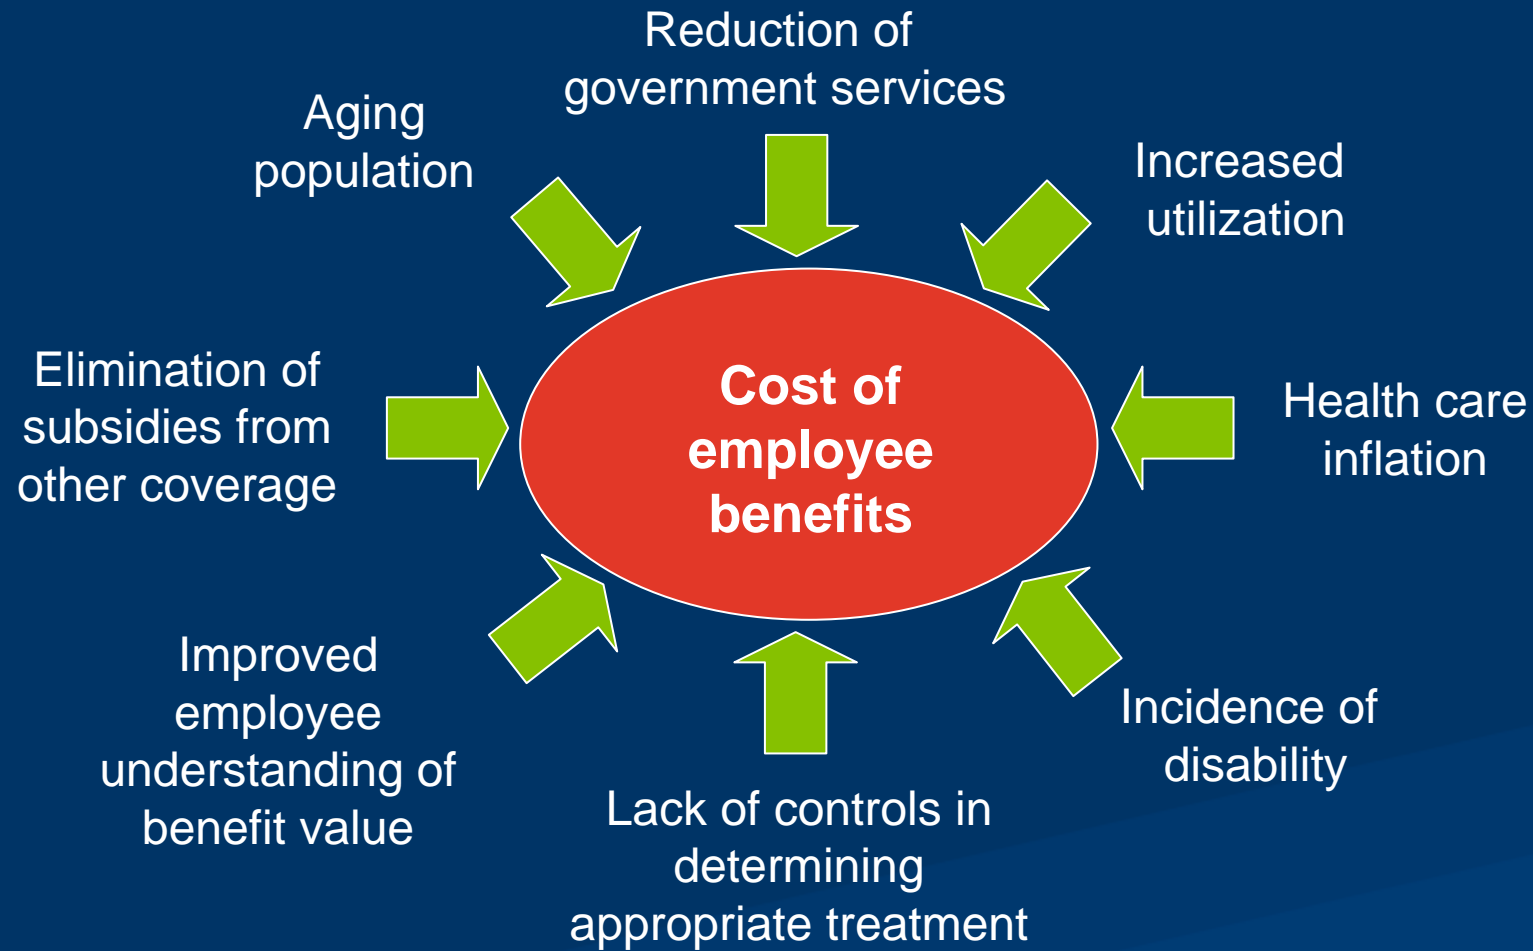 Reduction of
government services
Aging
population
Increased
utilization
Elimination of
subsidies from
other coverage
Cost of
employee
benefits
Health care
inflation
Improved
employee
understanding of
benefit value
Lack of controls in
determining
appropriate treatment
Incidence of
disability